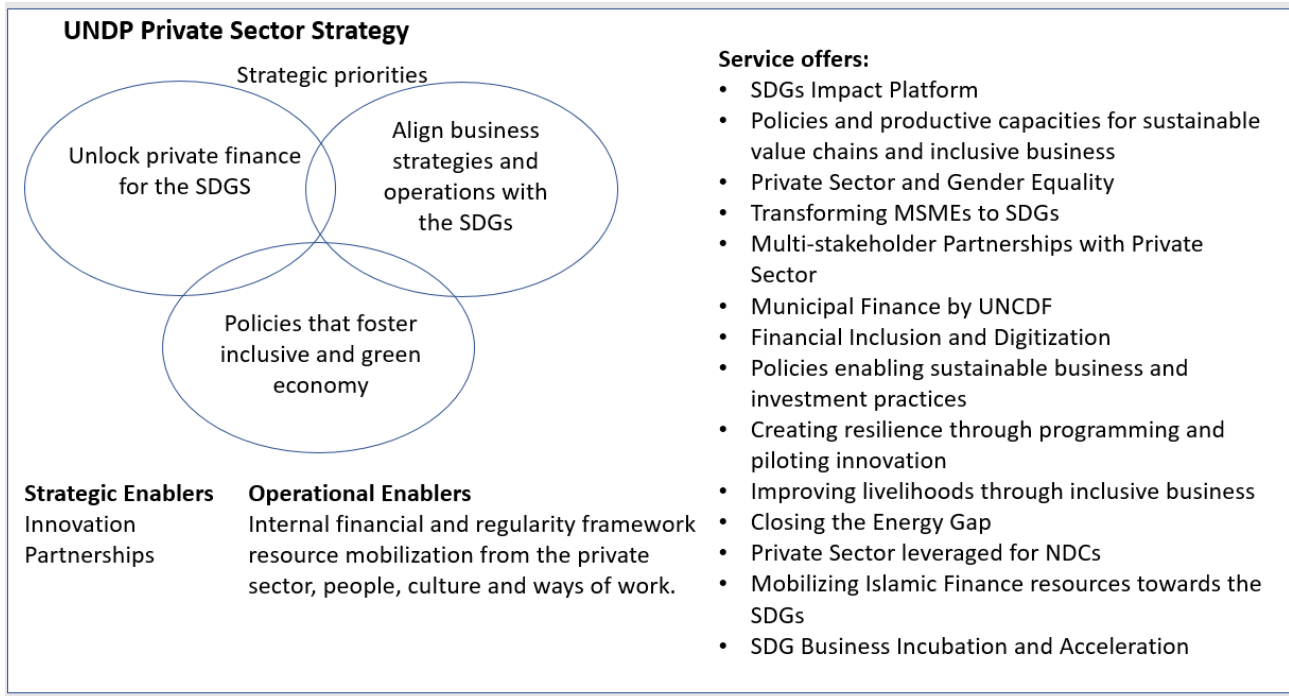 UNDP Private Sector Strategy
Strategic priorities
Unlock private finance
for the SDGS
Align business
strategies and
operations with
the SDGs
Policies that foster
inclusive and green
economy
Strategic Enablers
Innovation
Partnerships
Operational Enablers
Internal financial and regularity framework
resource mobilization from the private
sector, people, culture and ways of work.
Service offers:
• SDGs Impact Platform
• Policies and productive capacities for sustainable
value chains and inclusive business
• Private Sector and Gender Equality
• Transforming MSMEs to SDGs
• Multi-stakeholder Partnerships with Private
Sector
• Municipal Finance by UNCDF
• Financial Inclusion and Digitization
• Policies enabling sustainable business and
investment practices
• Creating resilience through programming and
piloting innovation
• Improving livelihoods through inclusive business
• Closing the Energy Gap
• Private Sector leveraged for NDCs
• Mobilizing Islamic Finance resources towards the
SDGs
• SDG Business Incubation and Acceleration